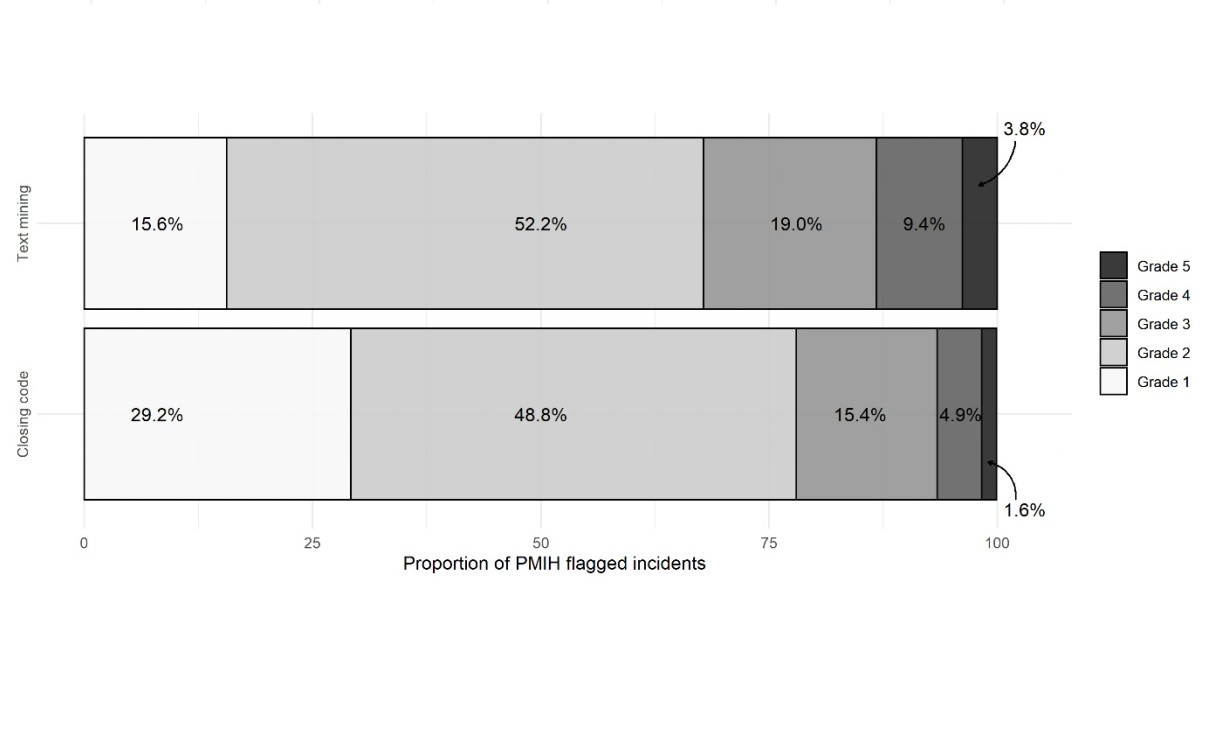 3.8%
Text mining
15.6%
52.2%
19.0%
9.4%
Closing code
29.2%
48.8%
15.4%
4.9%
1.6%
0
25
50
75
100
Proportion of PMIH flagged incidents
Grade 5
Grade 4
Grade 3
Grade 2
Grade 1